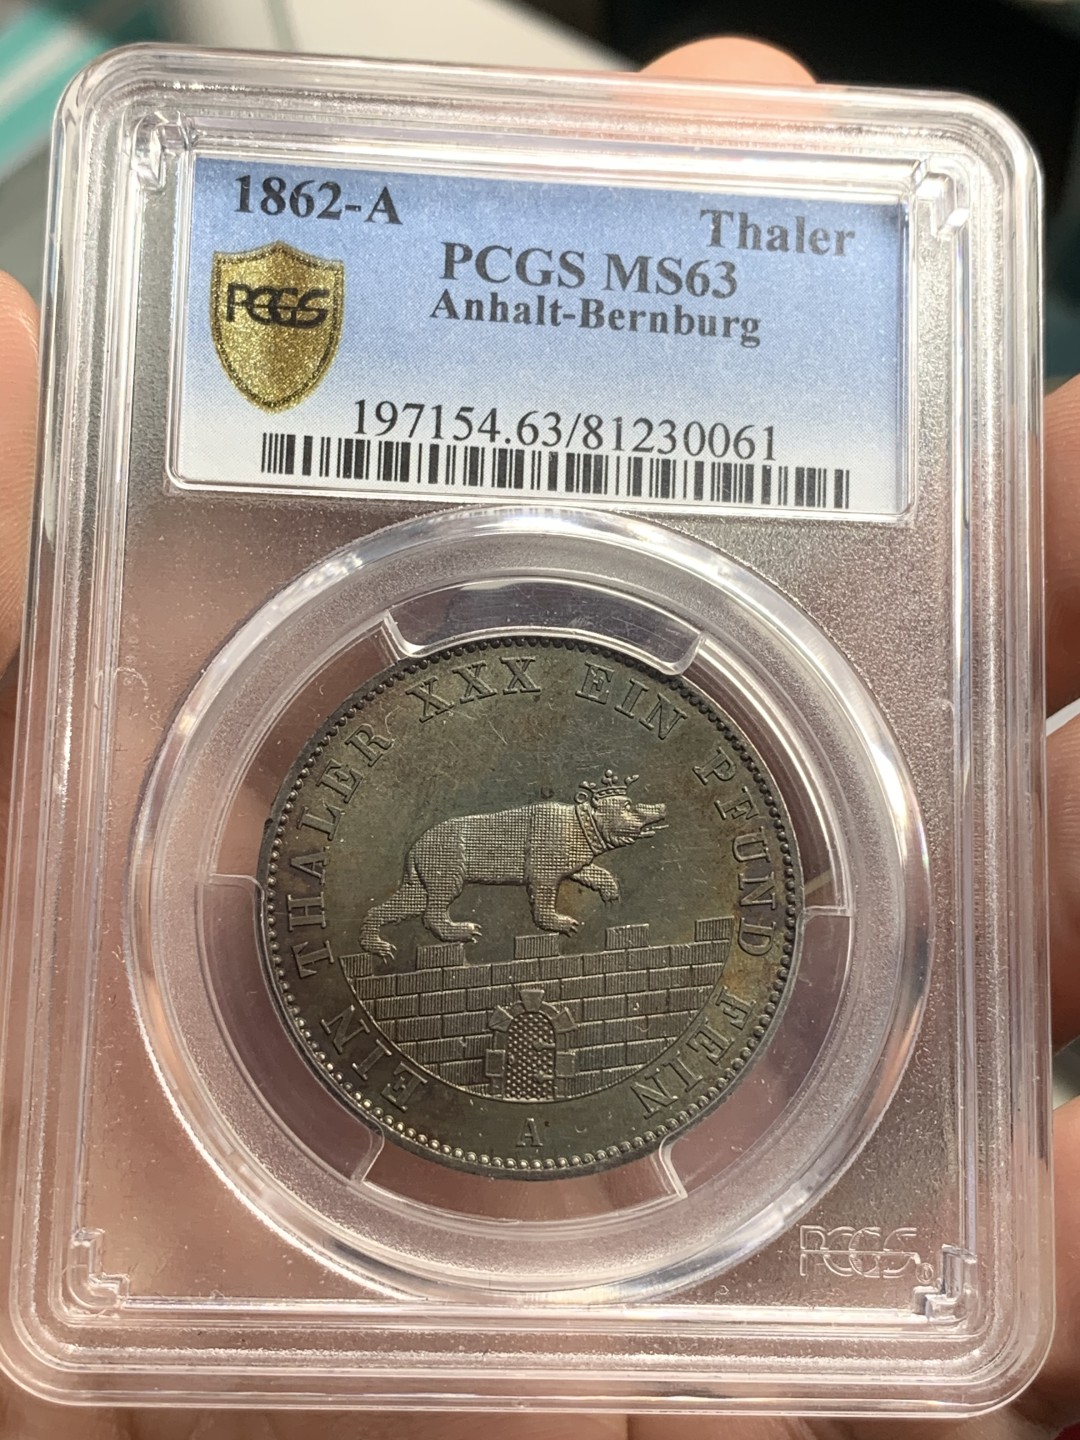 1862-A
Thaler
PCGS MS63
Anhalt-Bernburg
PCGS
197154.63/81230061
EIN THALER XXX EIN PFUND FEIN
A
PCGS